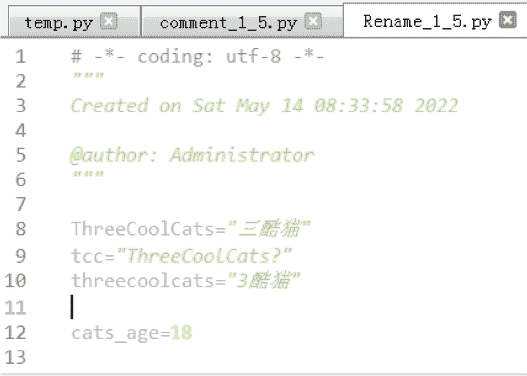 temp.py comment_1_5.py Rename_1_5.py
1 # -*- coding: utf-8 -*-
2 """
3 Created on Sat May 14 08:33:58 2022
4
5 @author: Administrator
6 """
7
8 ThreeCoolCats="三酷猫"
9 tcc="ThreeCoolCats?"
10 threecoolcats="3酷猫"
11
12 cats_age=18
13